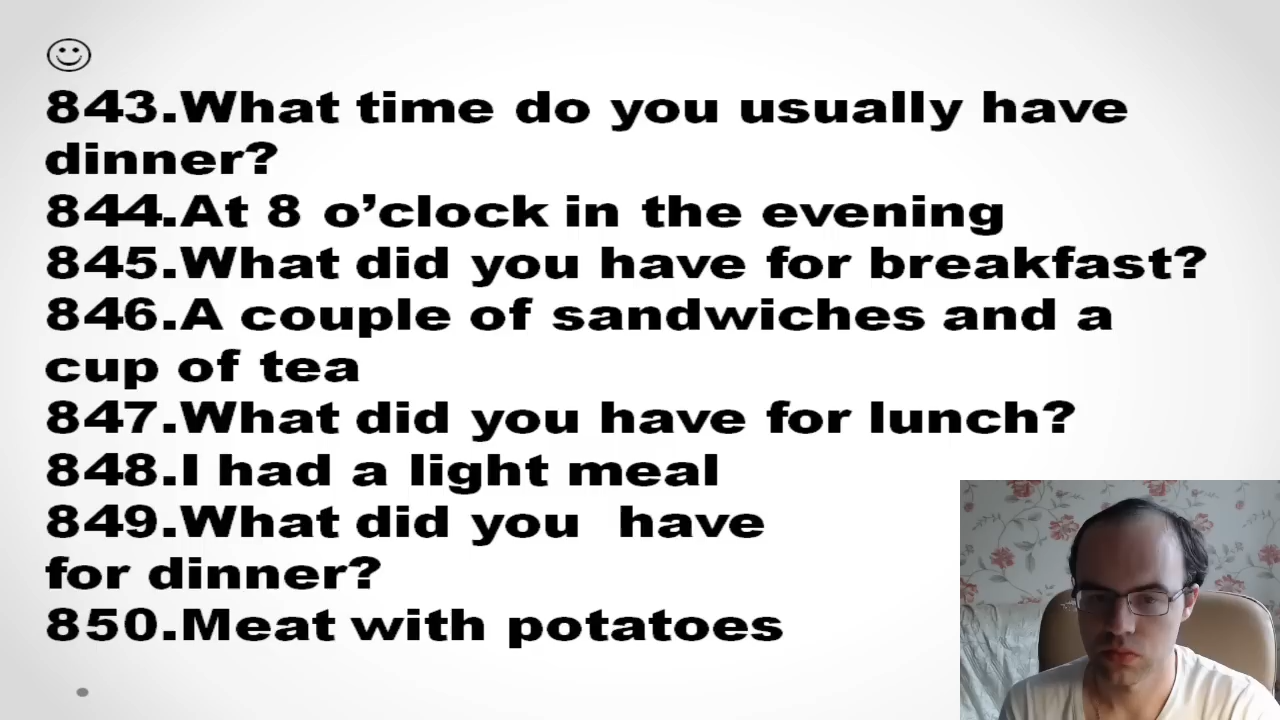 843.What time do you usually have
dinner?
844.At 8 o’clock in the evening
845.What did you have for breakfast?
846.A couple of sandwiches and a
cup of tea
847.What did you have for lunch?
848.I had a light meal
849.What did you  have
for dinner?
850.Meat with potatoes